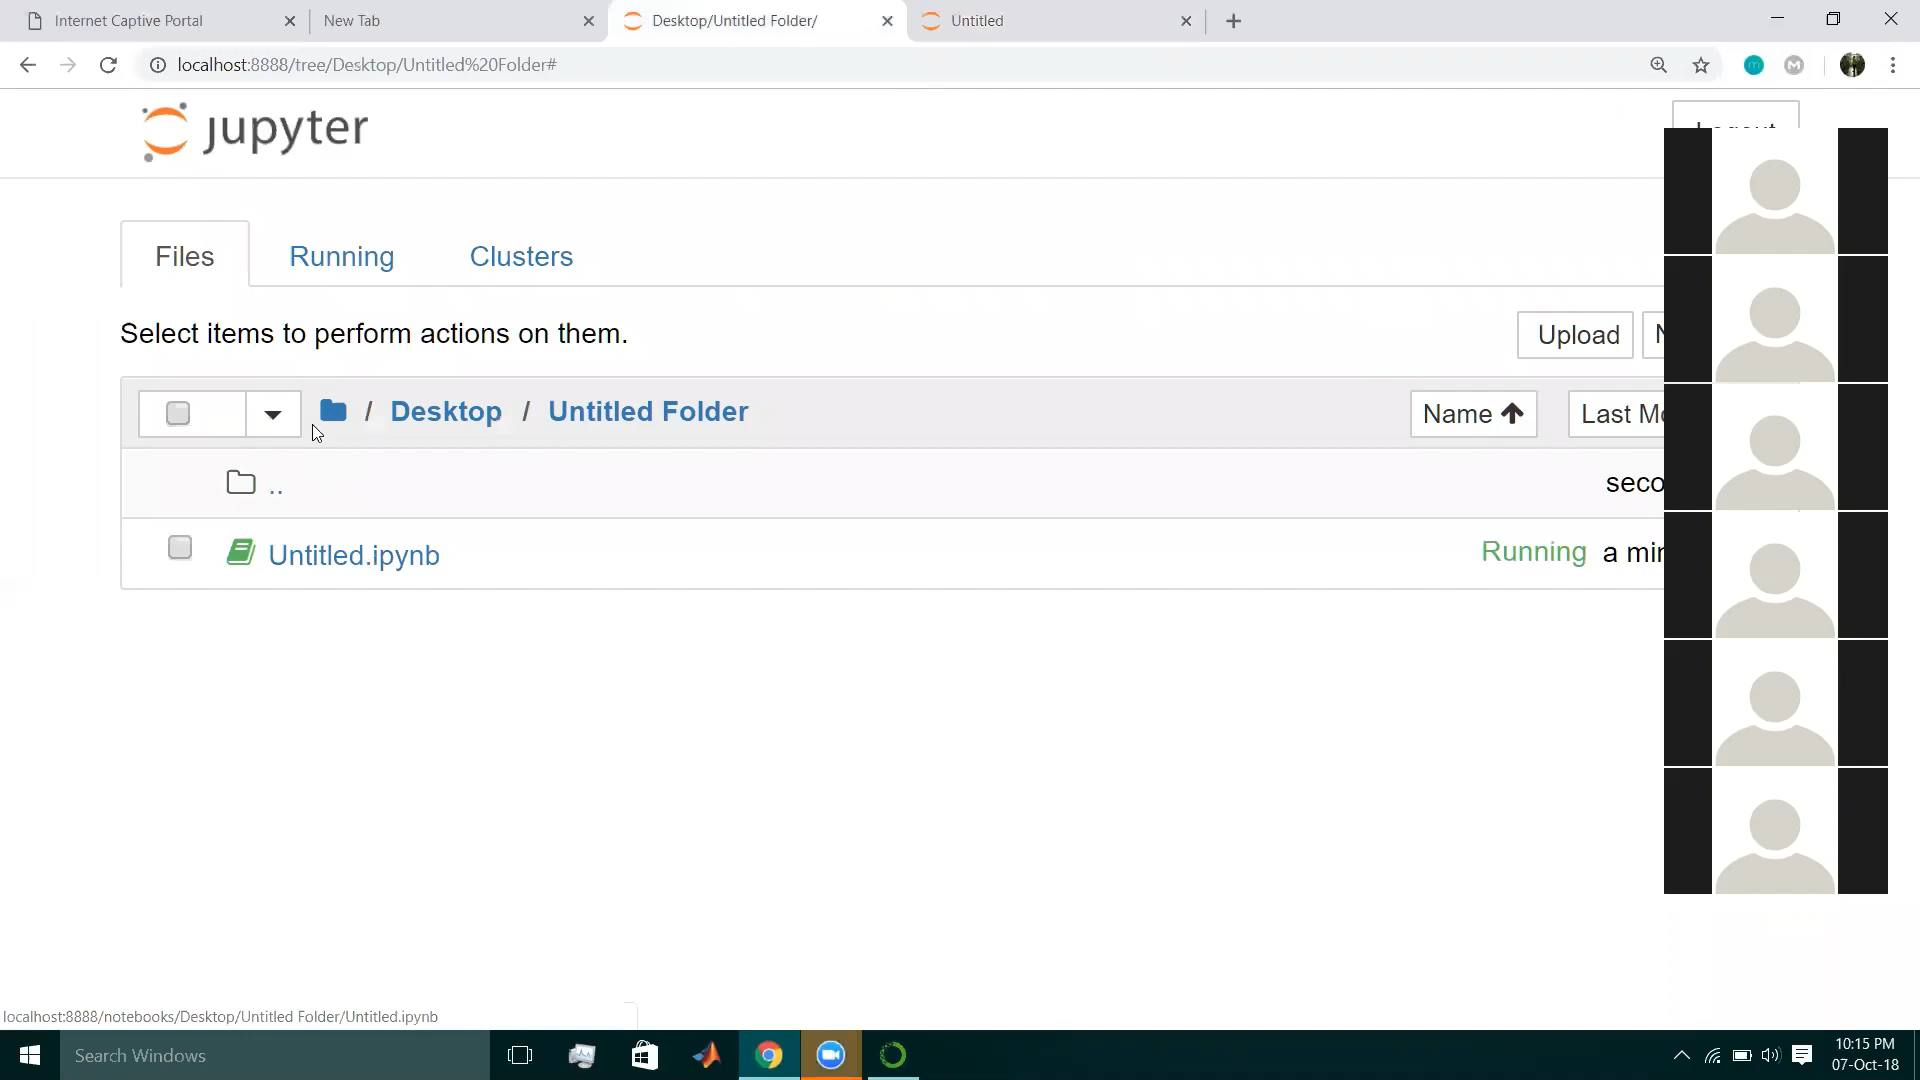 Internet Captive Portal
New Tab
Desktop/Untitled Folder/
Untitled
localhost:8888/tree/Desktop/Untitled%20Folder#
jupyter
Files
Running
Clusters
Select items to perform actions on them.
Upload
/ Desktop / Untitled Folder
Name
Last Mo
..
seco
Untitled.ipynb
Running
a min
localhost:8888/notebooks/Desktop/Untitled Folder/Untitled.ipynb
Search Windows
10:15 PM
07-Oct-18